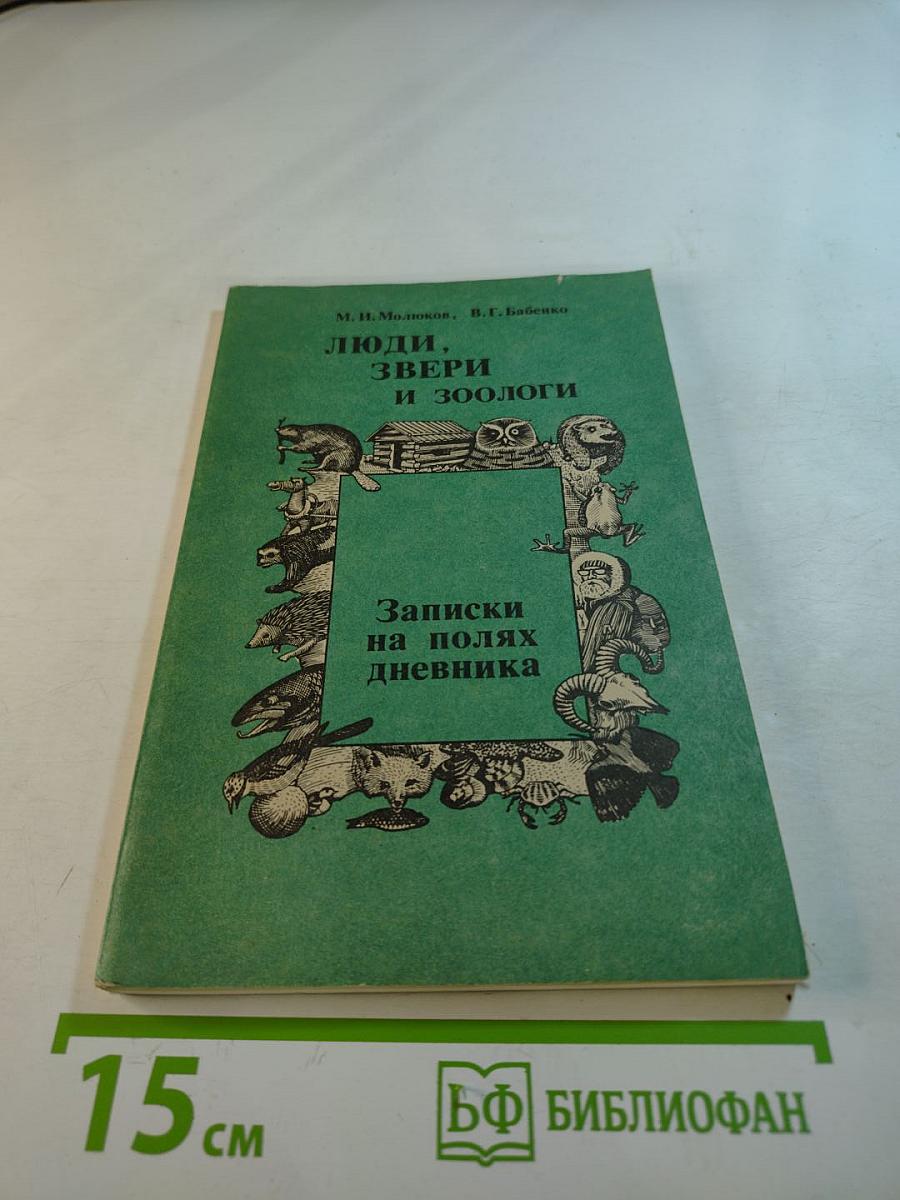 М. И. Молюков, В. Г. Бабенко
ЛЮДИ,
ЗВЕРИ
И ЗООЛОГИ
Записки
на полях
дневника
15 см
БФ БИБЛИОФАН